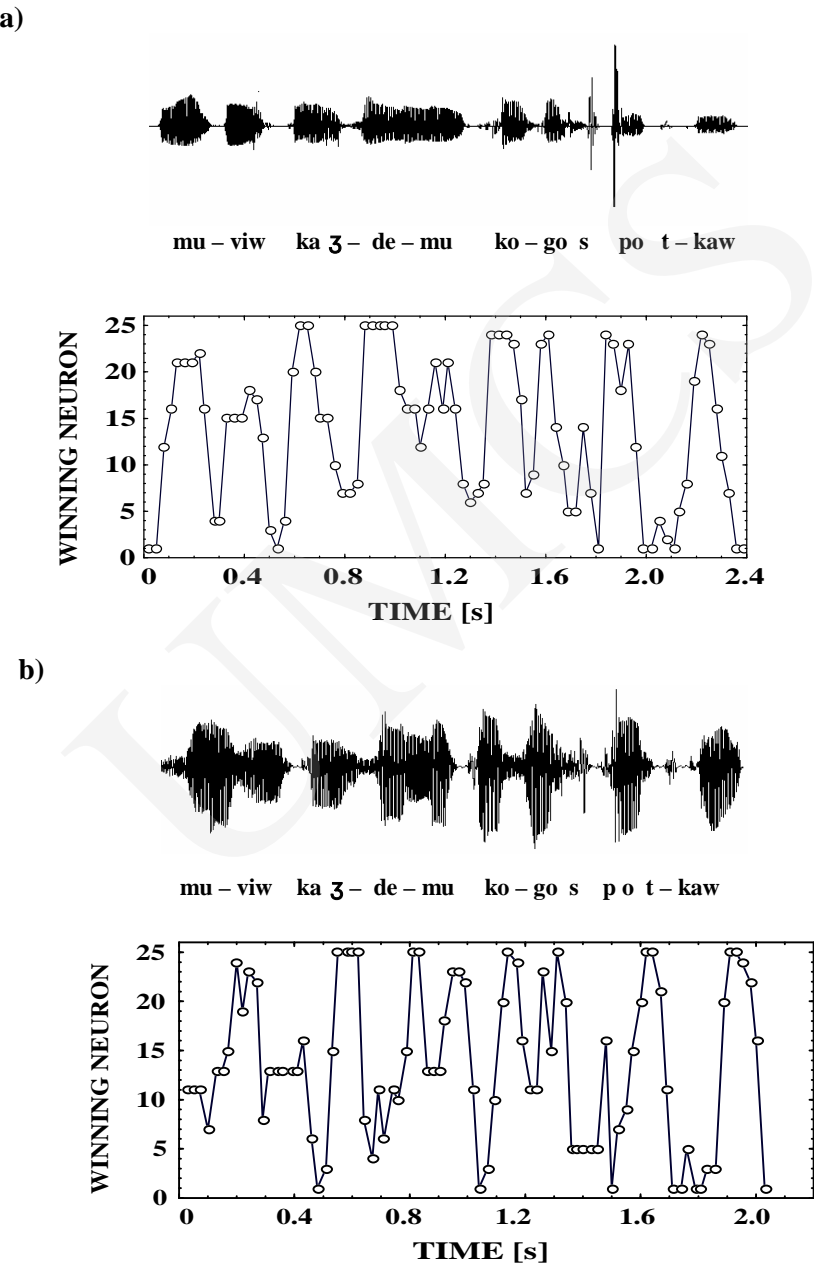 a)
mu – viw ka ʒ – de – mu ko – go s po t – kaw
WINNING NEURON
25
20
15
10
5
0
0 0.4 0.8 1.2 1.6 2.0 2.4
TIME [s]
b)
mu – viw ka ʒ – de – mu ko – go s p o t – kaw
WINNING NEURON
25
20
15
10
5
0
0 0.4 0.8 1.2 1.6 2.0
TIME [s]
UMCS